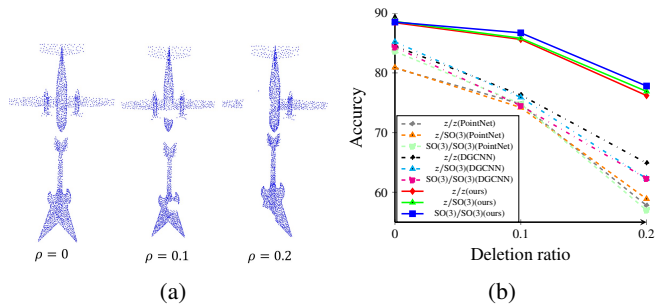 ρ = 0
ρ = 0.1
ρ = 0.2
(a)
90
80
70
60
Accurcy
z/z(PointNet)
z/SO(3)(PointNet)
SO(3)/SO(3)(PointNet)
z/z(DGCNN)
z/SO(3)(DGCNN)
SO(3)/SO(3)(DGCNN)
z/z(ours)
z/SO(3)(ours)
SO(3)/SO(3)(ours)
0
0.1
0.2
Deletion ratio
(b)